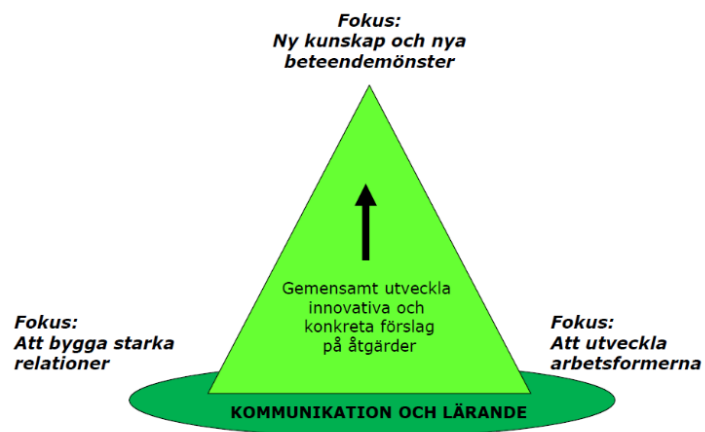 Fokus:
Ny kunskap och nya
beteendemönster
Gemensamt utveckla
innovativa och
konkreta förslag
på åtgärder
Fokus:
Att bygga starka
relationer
Fokus:
Att utveckla
arbetsformerna
KOMMUNIKATION OCH LÄRANDE